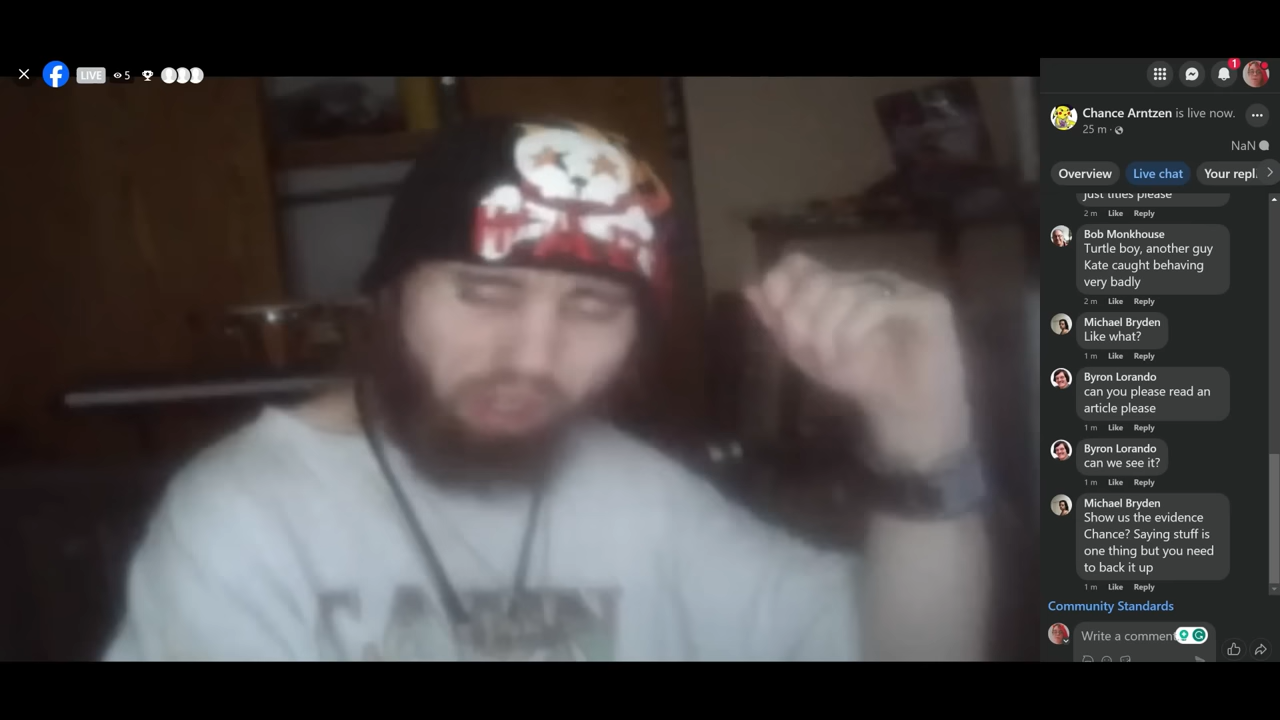 LIVE
5
1
Chance Arntzen is live now.
25 m ·
NaN
Overview
Live chat
Your repl.
Just titles please
2 m Like Reply
Bob Monkhouse
Turtle boy, another guy
Kate caught behaving
very badly
2 m Like Reply
Michael Bryden
Like what?
1 m Like Reply
Byron Lorando
can you please read an
article please
1 m Like Reply
Byron Lorando
can we see it?
1 m Like Reply
Michael Bryden
Show us the evidence
Chance? Saying stuff is
one thing but you need
to back it up
1 m Like Reply
Community Standards
Write a comment